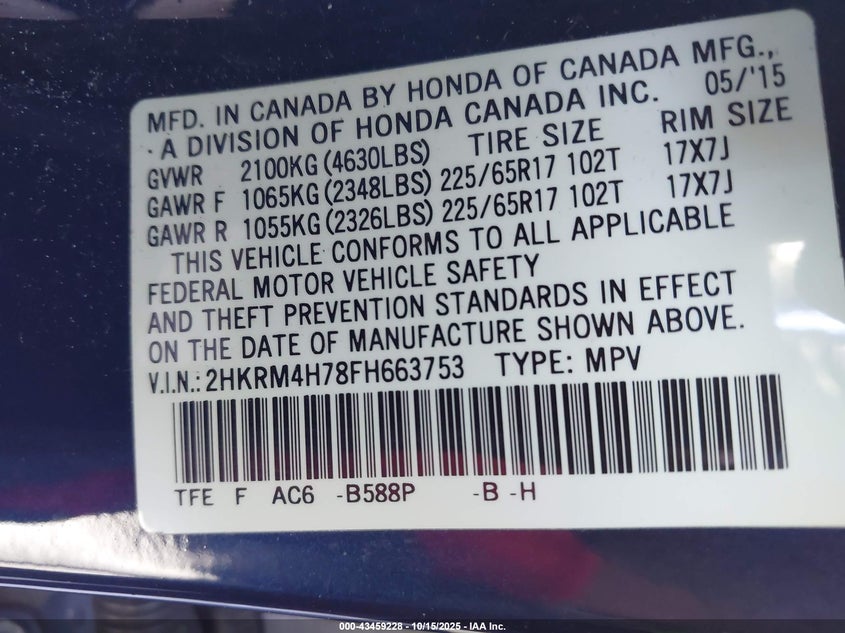 MFD. IN CANADA BY HONDA OF CANADA MFG.,
A DIVISION OF HONDA CANADA INC. 05/'15
GVWR 2100KG (4630LBS) TIRE SIZE RIM SIZE
GAWR F 1065KG (2348LBS) 225/65R17 102T 17X7J
GAWR R 1055KG (2326LBS) 225/65R17 102T 17X7J
THIS VEHICLE CONFORMS TO ALL APPLICABLE
FEDERAL MOTOR VEHICLE SAFETY
AND THEFT PREVENTION STANDARDS IN EFFECT
ON THE DATE OF MANUFACTURE SHOWN ABOVE.
V.I.N.: 2HKRM4H78FH663753 TYPE: MPV
TFE F AC6 -B588P -B -H
000-43459228 - 10/15/2025 - IAA Inc.